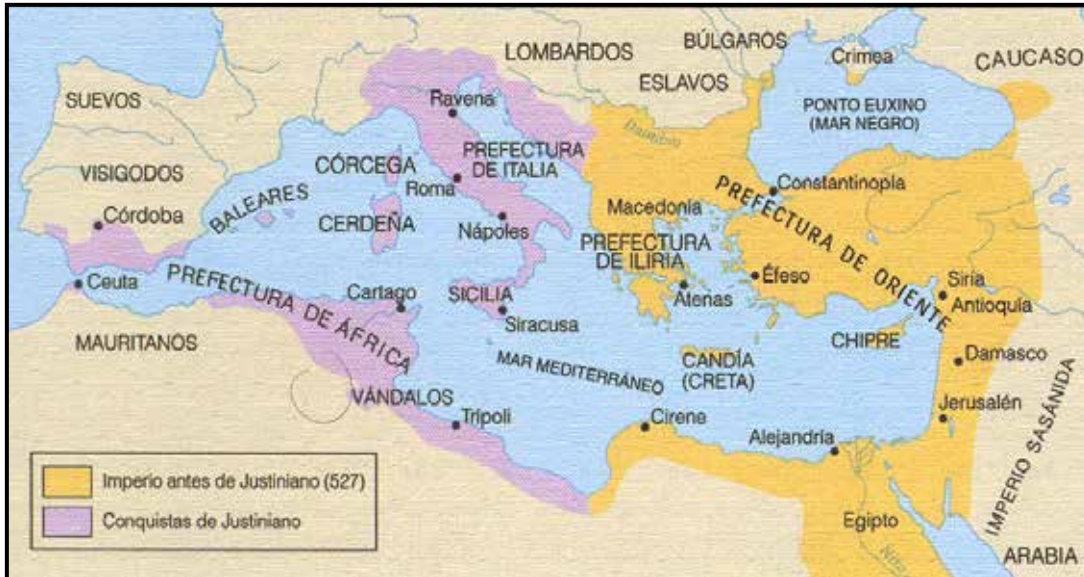 LOMBARDOS
BÚLGAROS
ESLAVOS
Crimea
CAUCASO
SUEVOS
Ravena
PONTO EUXINO
(MAR NEGRO)
Danubio
VISIGODOS
CÓRCEGA
PREFECTURA
DE ITALIA
Roma
Constantinopla
BALEARES
Córdoba
CERDEÑA
Nápoles
Macedonia
PREFECTURA DE ORIENTE
PREFECTURA
DE ILIRIA
Ceuta
PREFECTURA DE ÁFRICA
Cartago
SICILIA
Siracusa
Atenas
Éfeso
Siría
Antioquía
MAURITANOS
MAR MEDITERRÁNEO
CANDÍA
(CRETA)
CHIPRE
Damasco
VÁNDALOS
Trípoli
Cirene
Alejandría
Jerusalén
IMPERIO SASÁNIDA
Imperio antes de Justiniano (527)
Conquistas de Justiniano
Egipto
Nilo
ARABIA